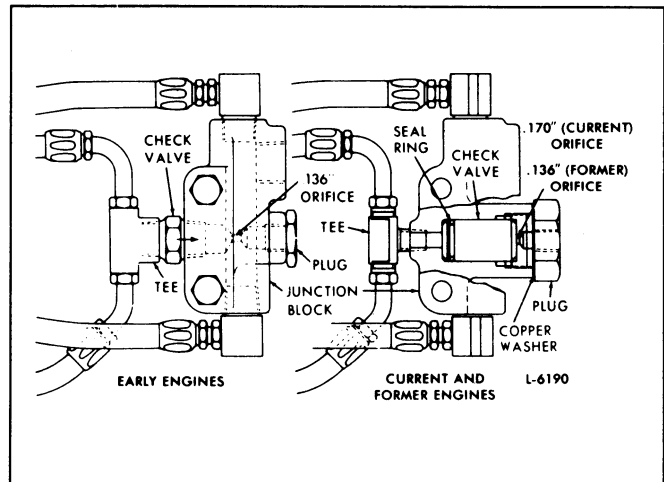 CHECK
VALVE
.136"
ORIFICE
TEE
PLUG
JUNCTION
BLOCK
EARLY ENGINES
SEAL
RING
CHECK
VALVE
.170" (CURRENT)
ORIFICE
.136" (FORMER)
ORIFICE
TEE
PLUG
COPPER
WASHER
CURRENT AND
FORMER ENGINES
L-6190